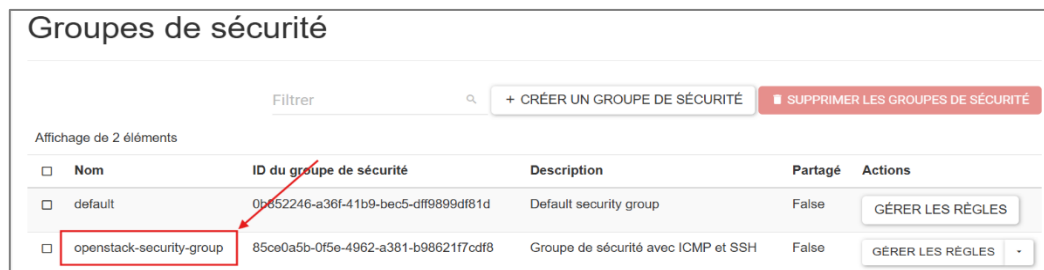 Groupes de sécurité
Filtrer + CRÉER UN GROUPE DE SÉCURITÉ SUPPRIMER LES GROUPES DE SÉCURITÉ
Affichage de 2 éléments
Nom ID du groupe de sécurité Description Partagé Actions
default 0b852246-a36f-41b9-bec5-dff9899df81d Default security group False GÉRER LES RÈGLES
openstack-security-group 85ce0a5b-0f5e-4962-a381-b98621f7cdf8 Groupe de sécurité avec ICMP et SSH False GÉRER LES RÈGLES